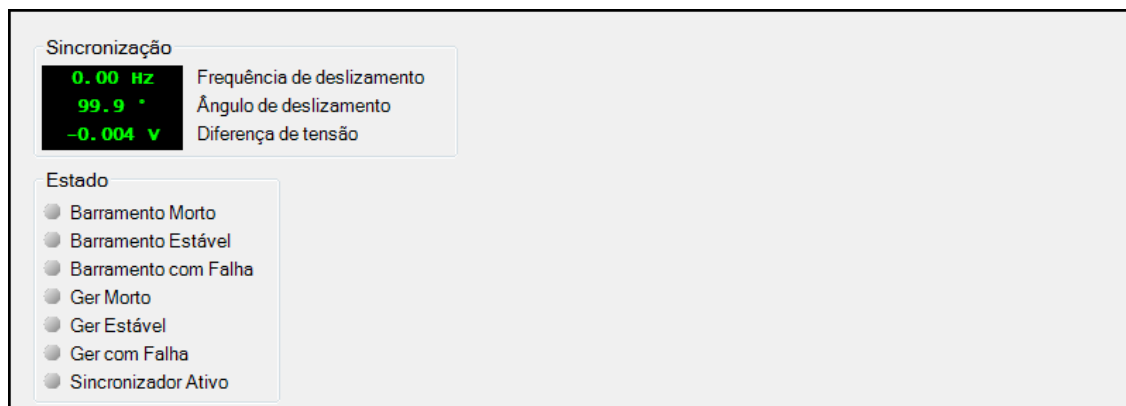 Sincronização
0.00 Hz Frequência de deslizamento
99.9 ° Ângulo de deslizamento
-0.004 V Diferença de tensão
Estado
Barramento Morto
Barramento Estável
Barramento com Falha
Ger Morto
Ger Estável
Ger com Falha
Sincronizador Ativo